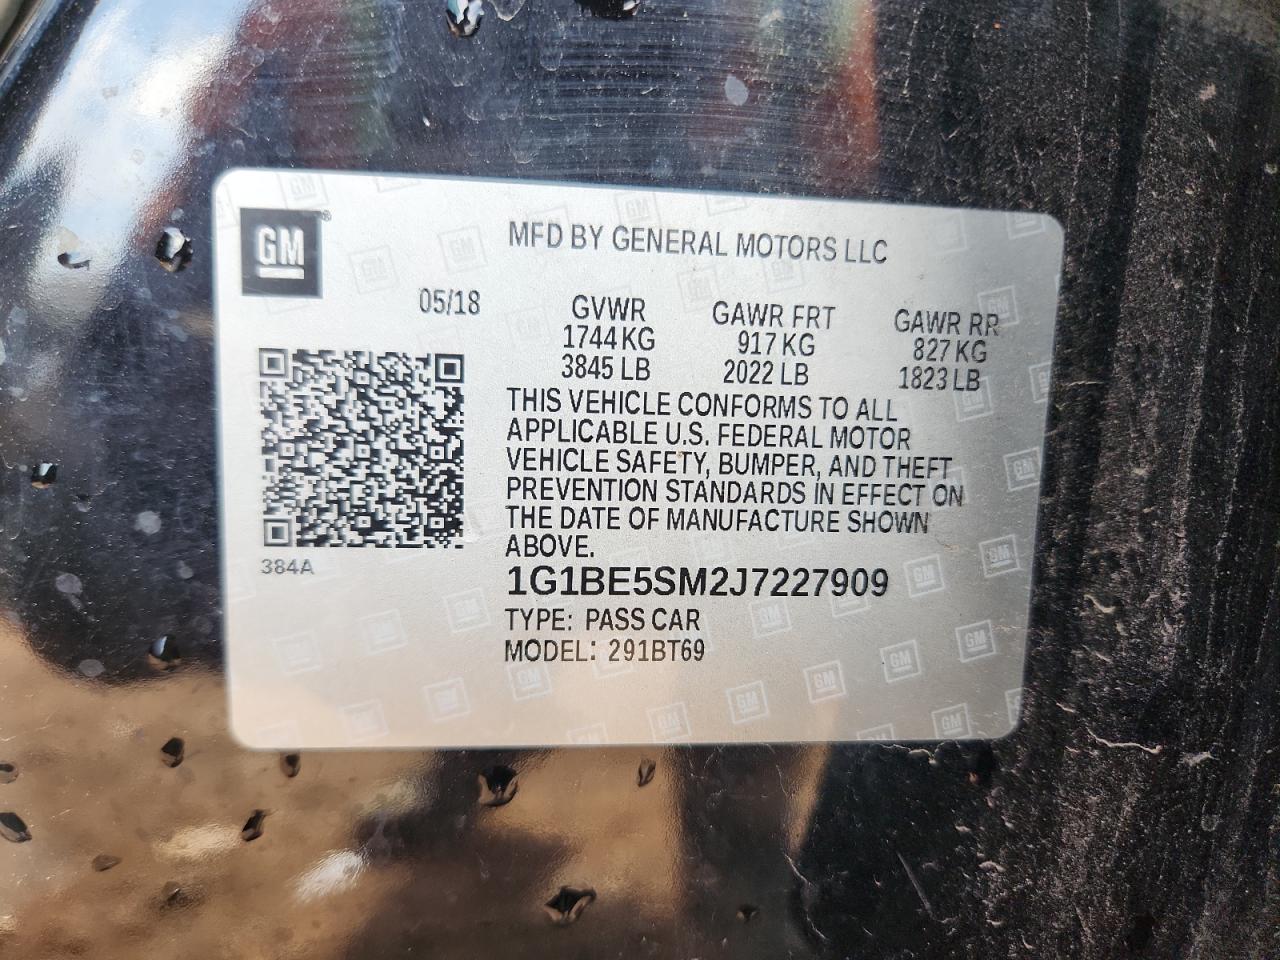 GM
MFD BY GENERAL MOTORS LLC
05/18 GVWR GAWR FRT GAWR RR
1744 KG 917 KG 827 KG
3845 LB 2022 LB 1823 LB
THIS VEHICLE CONFORMS TO ALL
APPLICABLE U.S. FEDERAL MOTOR
VEHICLE SAFETY, BUMPER, AND THEFT
PREVENTION STANDARDS IN EFFECT ON
THE DATE OF MANUFACTURE SHOWN
ABOVE.
384A
1G1BE5SM2J7227909
TYPE: PASS CAR
MODEL: 291BT69